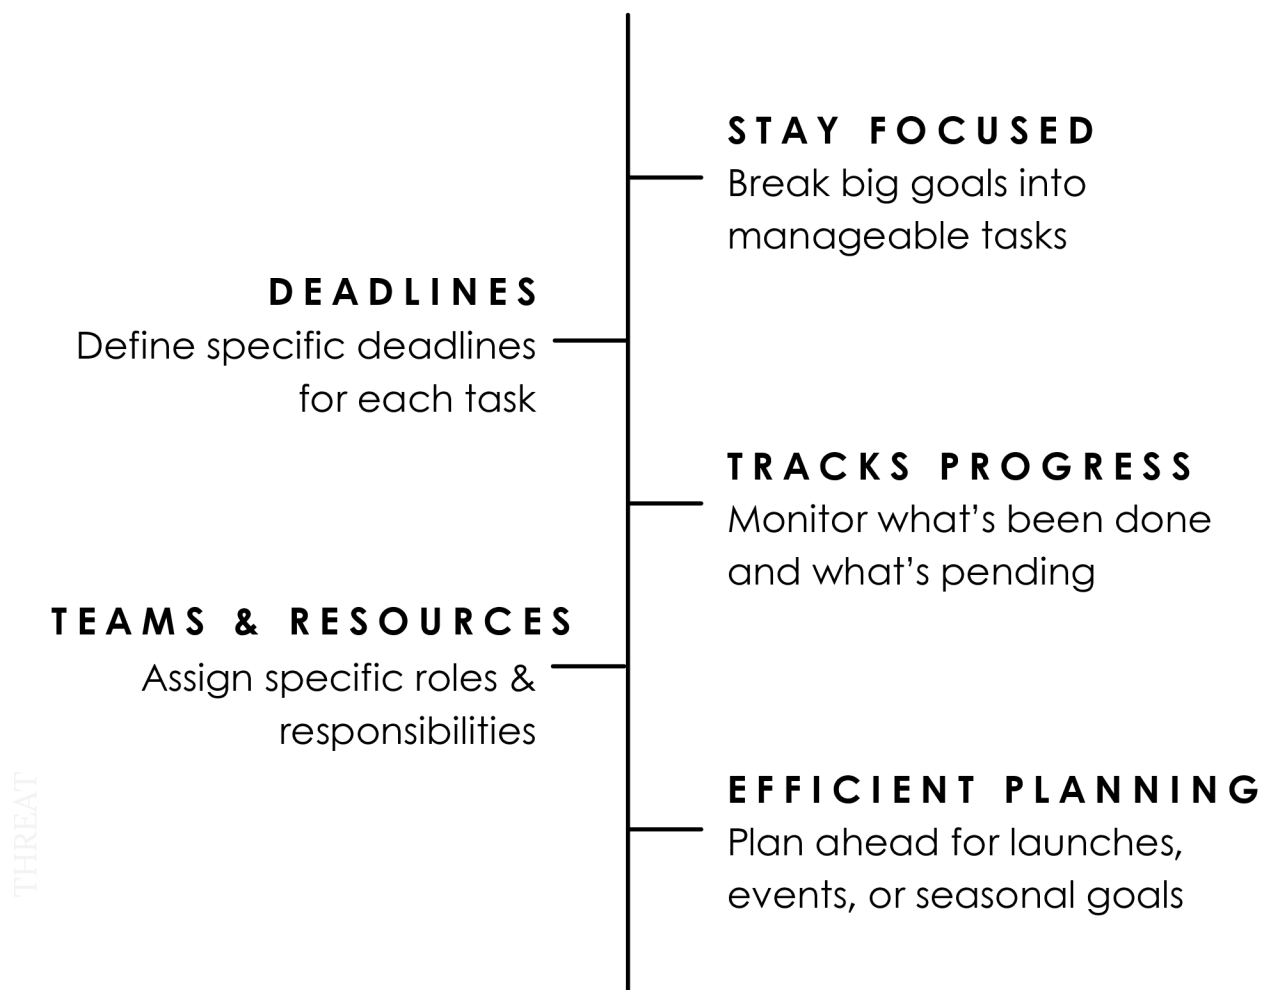 STAY FOCUSED
Break big goals into
manageable tasks
DEADLINES
Define specific deadlines
for each task
TRACKS PROGRESS
Monitor what’s been done
and what’s pending
TEAMS & RESOURCES
Assign specific roles &
responsibilities
EFFICIENT PLANNING
Plan ahead for launches,
events, or seasonal goals
THREAT